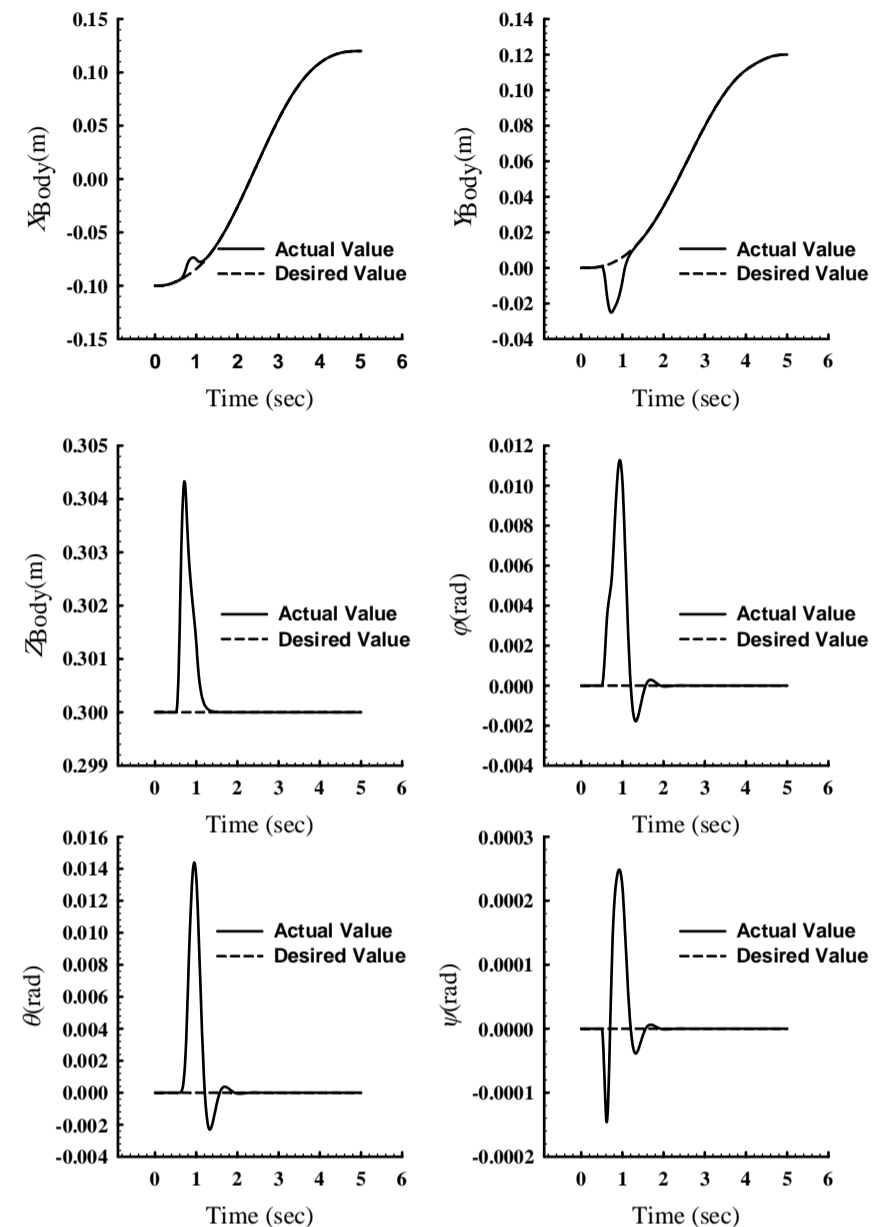 0.15
0.10
0.05
0.00
-0.05
-0.10
-0.15
XBody(m)
Actual Value
Desired Value
0 1 2 3 4 5 6
Time (sec)
0.14
0.12
0.10
0.08
0.06
0.04
0.02
0.00
-0.02
-0.04
YBody(m)
Actual Value
Desired Value
0 1 2 3 4 5 6
Time (sec)
0.305
0.304
0.303
0.302
0.301
0.300
0.299
ZBody(m)
Actual Value
Desired Value
0 1 2 3 4 5 6
Time (sec)
0.012
0.010
0.008
0.006
0.004
0.002
0.000
-0.002
-0.004
φ(rad)
Actual Value
Desired Value
0 1 2 3 4 5 6
Time (sec)
0.016
0.014
0.012
0.010
0.008
0.006
0.004
0.002
0.000
-0.002
-0.004
θ(rad)
Actual Value
Desired Value
0 1 2 3 4 5 6
Time (sec)
0.0003
0.0002
0.0001
0.0000
-0.0001
-0.0002
ψ(rad)
Actual Value
Desired Value
0 1 2 3 4 5 6
Time (sec)